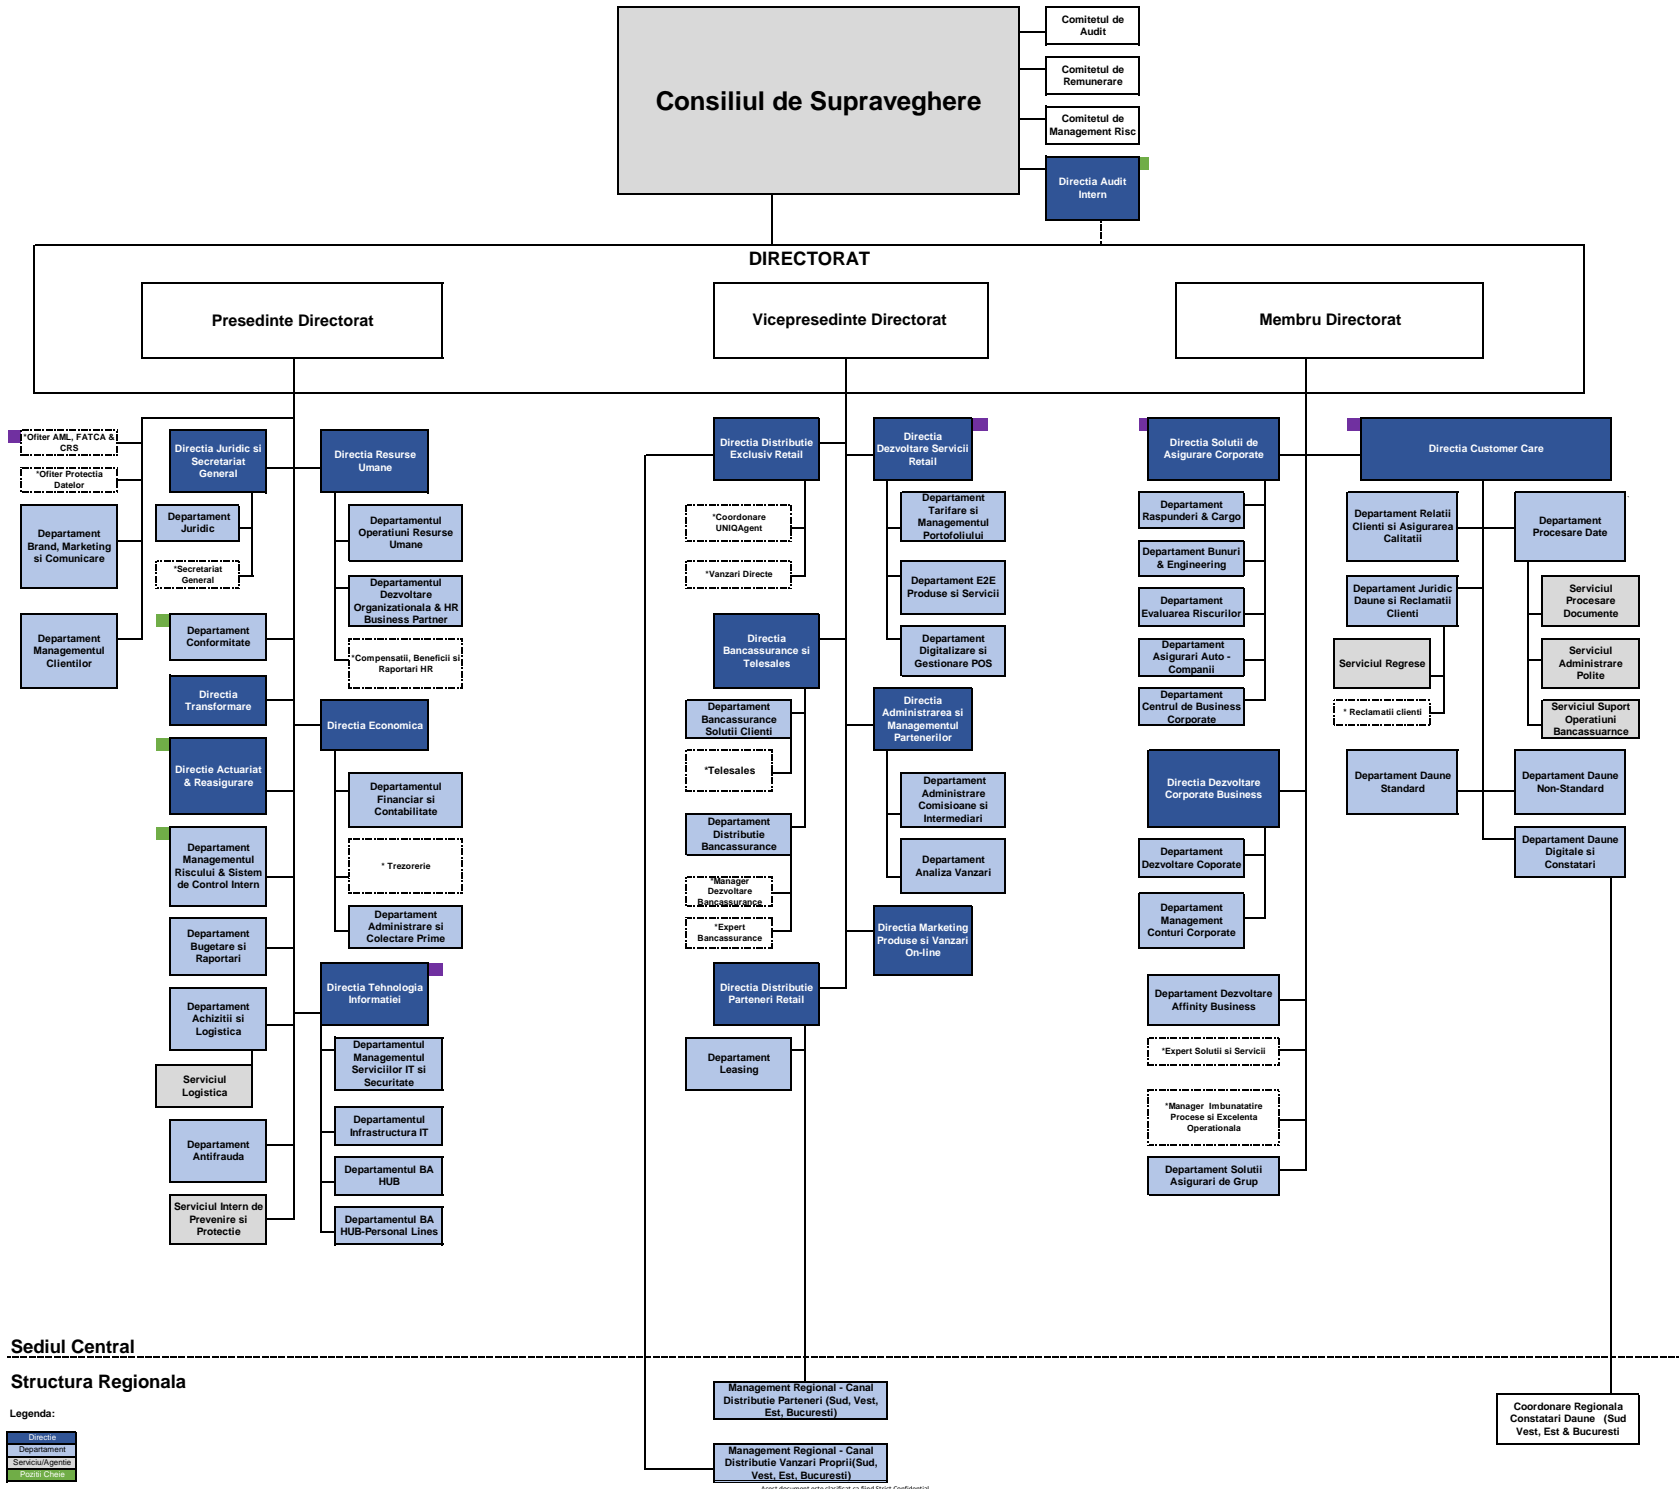 Consiliul de Supraveghere
Comitetul de
Audit
Comitetul de
Remunerare
Comitetul de
Management Risc
Directia Audit
Intern
DIRECTORAT
Presedinte Directorat
Vicepresedinte Directorat
Membru Directorat
*Ofiter AML, FATCA &
CRS
*Ofiter Protectia
Datelor
Departament
Brand, Marketing
si Comunicare
Departament
Managementul
Clientilor
Directia Juridic si
Secretariat
General
Departament
Juridic
*Secretariat
General
Departament
Conformitate
Directia
Transformare
Directie Actuariat
& Reasigurare
Departament
Managementul
Riscului & Sistem
de Control Intern
Departament
Bugetare si
Raportari
Departament
Achizitii si
Logistica
Serviciul
Logistica
Departament
Antifrauda
Serviciul Intern de
Prevenire si
Protectie
Directia Resurse
Umane
Departamentul
Operatiuni Resurse
Umane
Departamentul
Dezvoltare
Organizationala & HR
Business Partner
*Compensatii, Beneficii si
Raportari HR
Directia Economica
Departamentul
Financiar si
Contabilitate
* Trezorerie
Departament
Administrare si
Colectare Prime
Directia Tehnologia
Informatiei
Departamentul
Managementul
Serviciilor IT si
Securitate
Departamentul
Infrastructura IT
Departamentul BA
HUB
Departamentul BA
HUB-Personal Lines
Directia Distributie
Exclusiv Retail
*Coordonare
UNIQAgent
*Vanzari Directe
Directia
Bancassurance si
Telesales
Departament
Bancassurance
Solutii Clienti
*Telesales
Departament
Distributie
Bancassurance
*Manager
Dezvoltare
Bancassurance
*Expert
Bancassurance
Directia Distributie
Parteneri Retail
Departament
Leasing
Directia
Dezvoltare Servicii
Retail
Departament
Tarifare si
Managementul
Portofoliului
Departament E2E
Produse si Servicii
Departament
Digitalizare si
Gestionare POS
Directia
Administrarea si
Managementul
Partenerilor
Departament
Administrare
Comisioane si
Intermediari
Departament
Analiza Vanzari
Directia Marketing
Produse si Vanzari
On-line
Directia Solutii de
Asigurare Corporate
Departament
Raspunderi & Cargo
Departament Bunuri
& Engineering
Departament
Evaluarea Riscurilor
Departament
Asigurari Auto -
Companii
Departament
Centrul de Business
Corporate
Directia Dezvoltare
Corporate Business
Departament
Dezvoltare Coporate
Departament
Management
Conturi Corporate
Departament Dezvoltare
Affinity Business
*Expert Solutii si Servicii
*Manager Imbunatatire
Procese si Excelenta
Operationala
Departament Solutii
Asigurari de Grup
Directia Customer Care
Departament Relatii
Clienti si Asigurarea
Calitatii
Departament Juridic
Daune si Reclamatii
Clienti
Serviciul Regrese
* Reclamatii clienti
Departament Daune
Standard
Departament
Procesare Date
Serviciul
Procesare
Documente
Serviciul
Administrare
Polite
Serviciul Suport
Operatiuni
Bancassuarnce
Departament Daune
Non-Standard
Departament Daune
Digitale si
Constatari
Sediul Central
Structura Regionala
Legenda:
Directie
Departament
Serviciu/Agentie
Pozitii Cheie
Management Regional - Canal
Distributie Parteneri (Sud, Vest,
Est, Bucuresti)
Management Regional - Canal
Distributie Vanzari Proprii(Sud,
Vest, Est, Bucuresti)
Coordonare Regionala
Constatari Daune (Sud
Vest, Est & Bucuresti
Acest document este clasificat ca fiind Strict Confidential